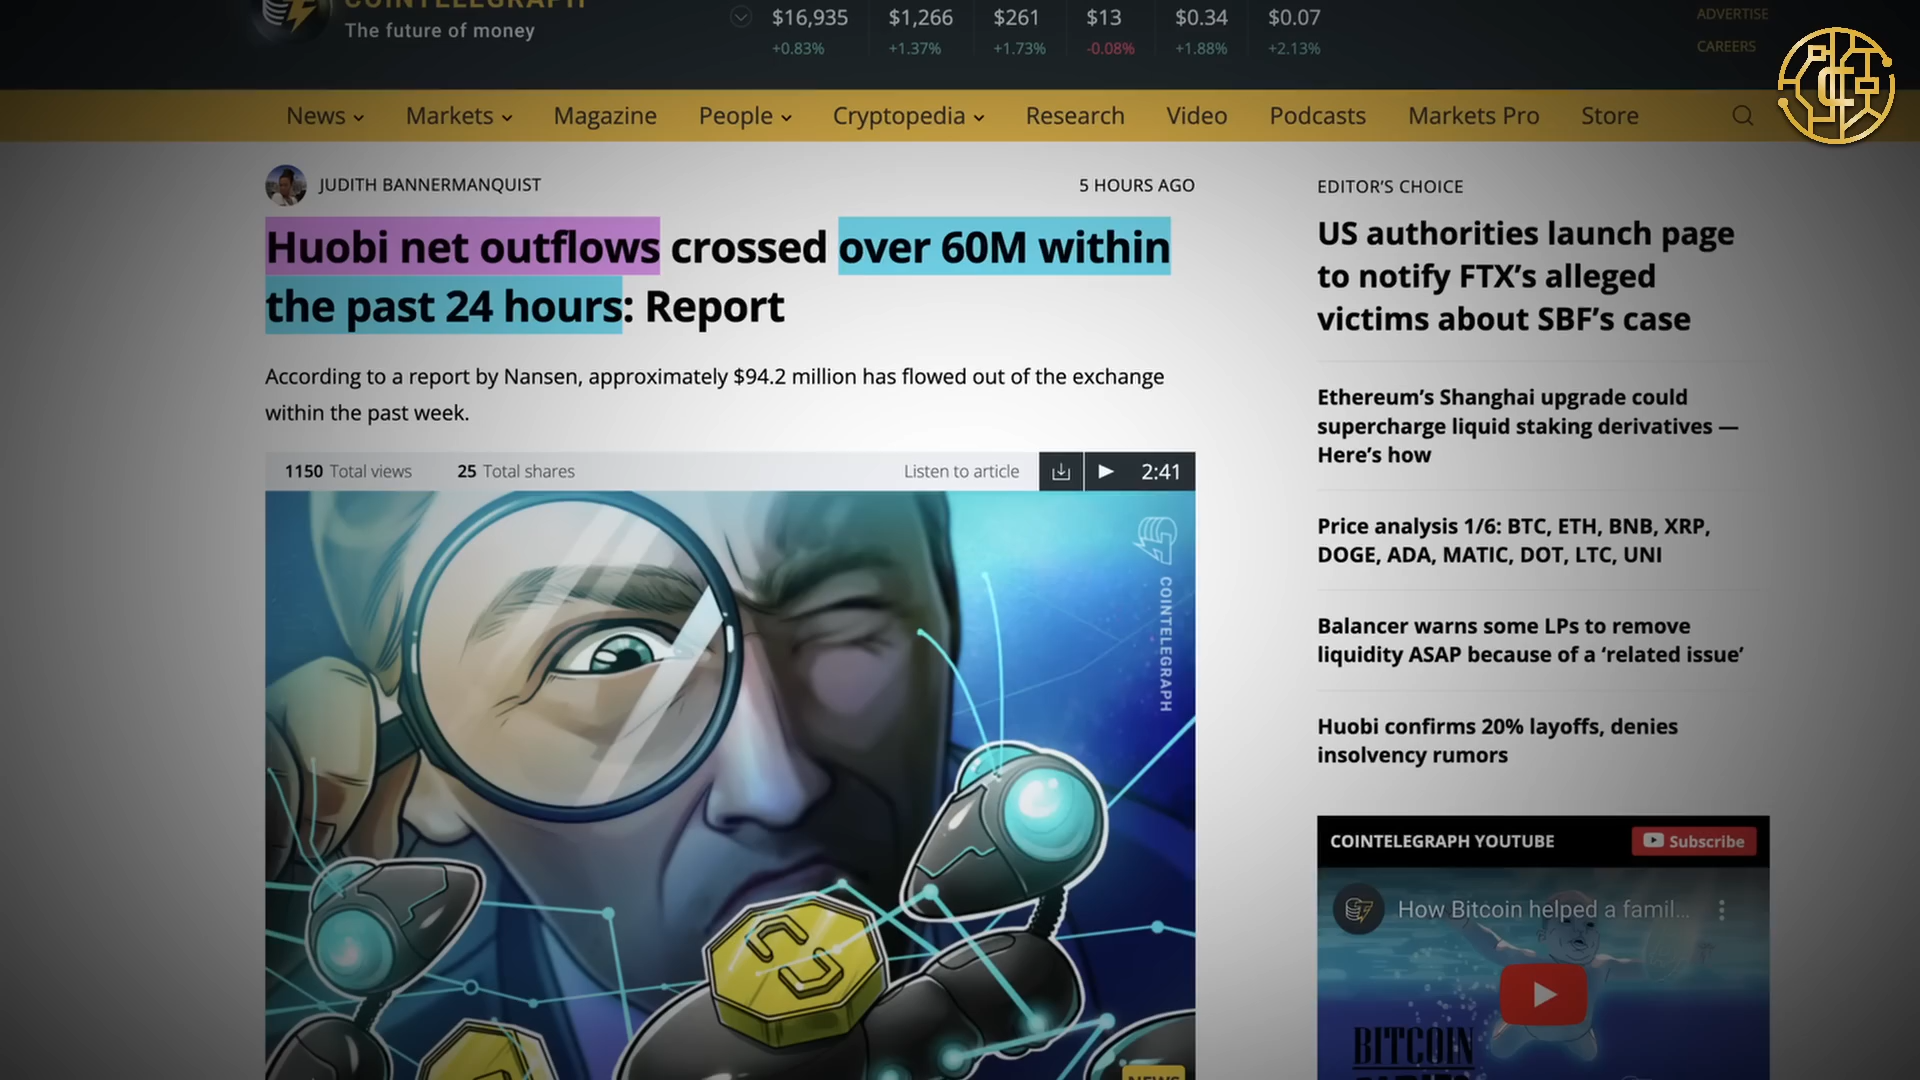 COINTELEGRAPH
The future of money
$16,935 $1,266 $261 $13 $0.34 $0.07
+0.83% +1.37% +1.73% -0.08% +1.88% +2.13%
ADVERTISE
CAREERS
News Markets Magazine People Cryptopedia Research Video Podcasts Markets Pro Store
JUDITH BANNERMANQUIST 5 HOURS AGO
Huobi net outflows crossed over 60M within
the past 24 hours: Report
According to a report by Nansen, approximately $94.2 million has flowed out of the exchange
within the past week.
1150 Total views 25 Total shares Listen to article 2:41
COINTELEGRAPH
NEWS
EDITOR'S CHOICE
US authorities launch page
to notify FTX's alleged
victims about SBF's case
Ethereum's Shanghai upgrade could
supercharge liquid staking derivatives —
Here's how
Price analysis 1/6: BTC, ETH, BNB, XRP,
DOGE, ADA, MATIC, DOT, LTC, UNI
Balancer warns some LPs to remove
liquidity ASAP because of a ‘related issue’
Huobi confirms 20% layoffs, denies
insolvency rumors
COINTELEGRAPH YOUTUBE Subscribe
How Bitcoin helped a famil...
BITCOIN